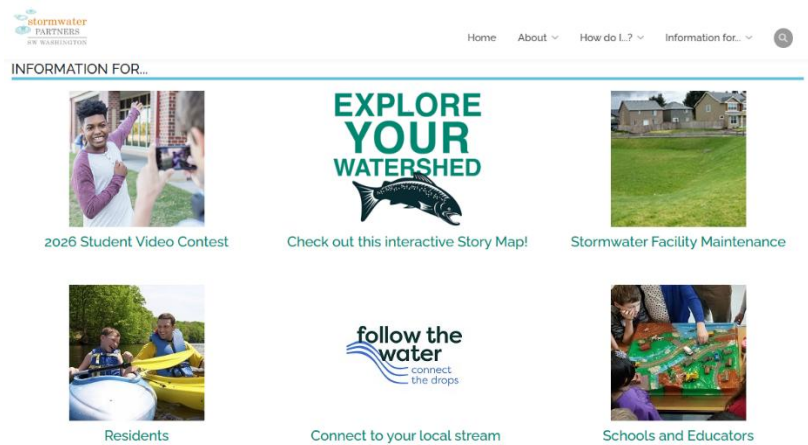 stormwater
PARTNERS
SW WASHINGTON
Home About How do I...? Information for...
INFORMATION FOR...
EXPLORE
YOUR
WATERSHED
2026 Student Video Contest
Check out this interactive Story Map!
Stormwater Facility Maintenance
follow the
water
connect
the drops
Residents
Connect to your local stream
Schools and Educators